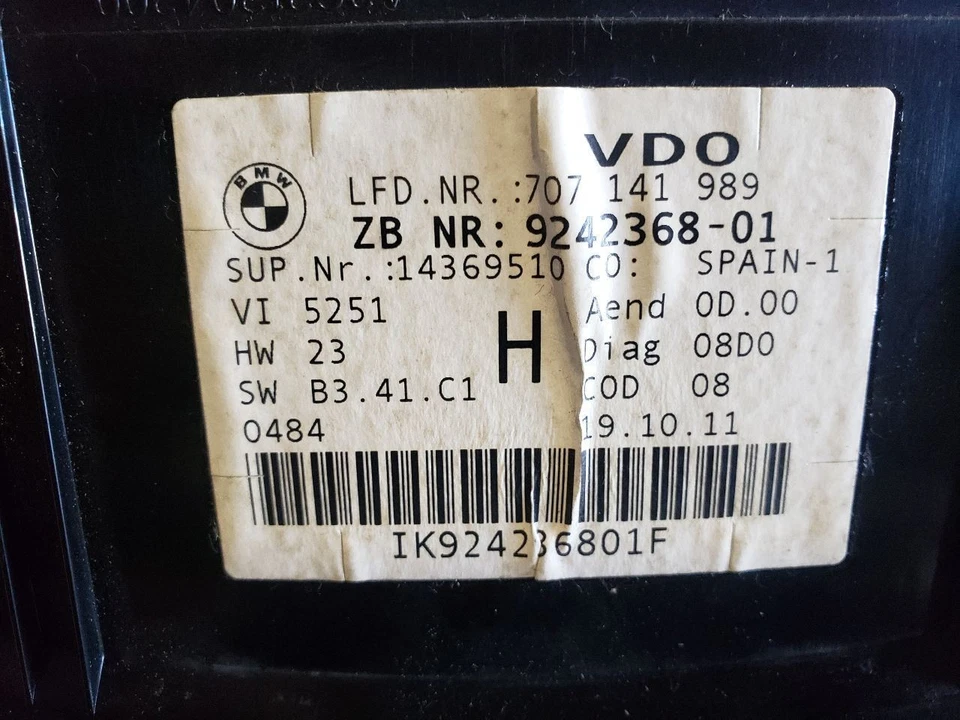 VDO
BMW
LFD.NR.:707 141 989
ZB NR: 9242368-01
SUP.Nr.:14369510 CO: SPAIN-1
VI 5251 Aend 0D.00
HW 23 H Diag 08D0
SW B3.41.C1 COD 08
0484 19.10.11
IK924236801F